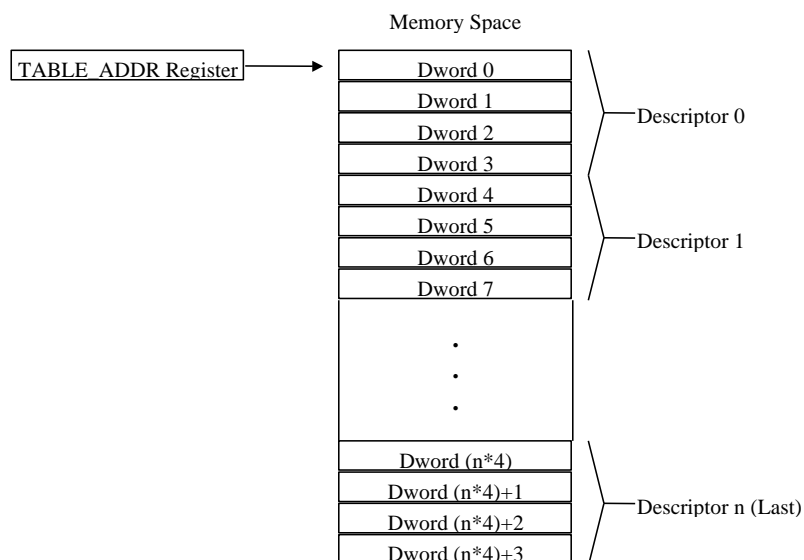 Memory Space
TABLE_ADDR Register
Dword 0
Dword 1
Dword 2
Dword 3
Descriptor 0
Dword 4
Dword 5
Dword 6
Dword 7
Descriptor 1
.
.
.
Dword (n*4)
Dword (n*4)+1
Dword (n*4)+2
Dword (n*4)+3
Descriptor n (Last)